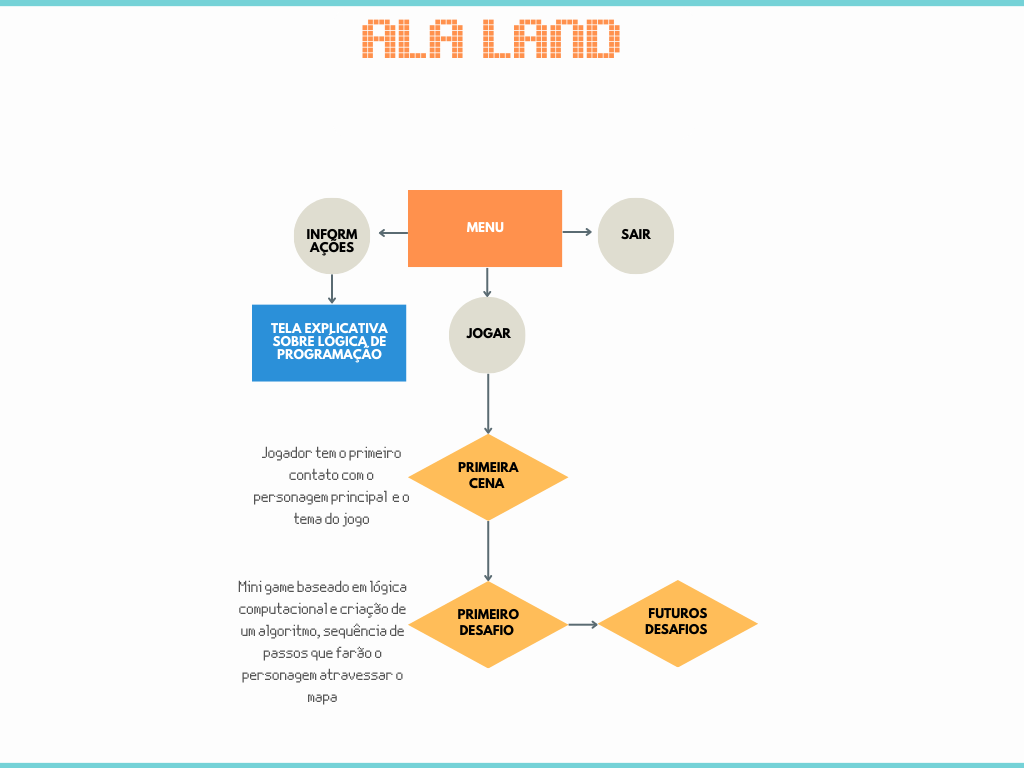 ALA LAND
MENU
INFORM
AÇÕES
SAIR
TELA EXPLICATIVA
SOBRE LÓGICA DE
PROGRAMAÇÃO
JOGAR
Jogador tem o primeiro
contato com o
personagem principal e o
tema do jogo
PRIMEIRA
CENA
Mini game baseado em lógica
computacional e criação de
um algoritmo, sequência de
passos que farão o
personagem atravessar o
mapa
PRIMEIRO
DESAFIO
FUTUROS
DESAFIOS